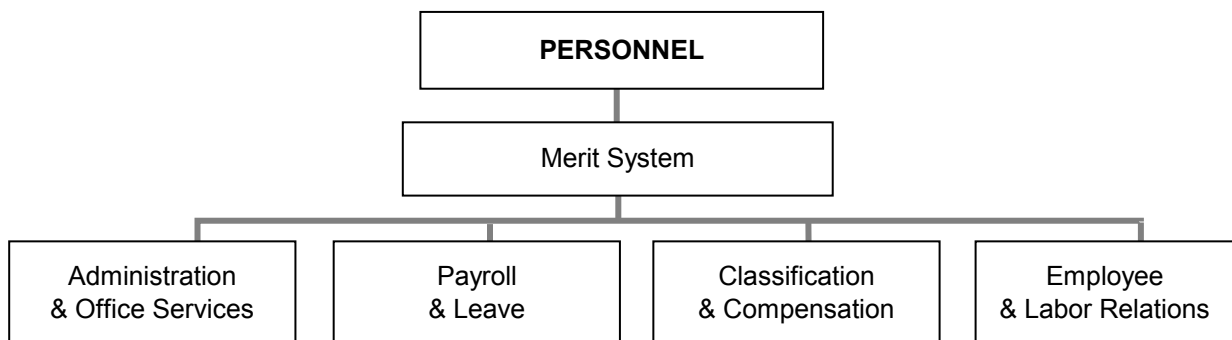 PERSONNEL
Merit System
Administration
& Office Services
Payroll
& Leave
Classification
& Compensation
Employee
& Labor Relations